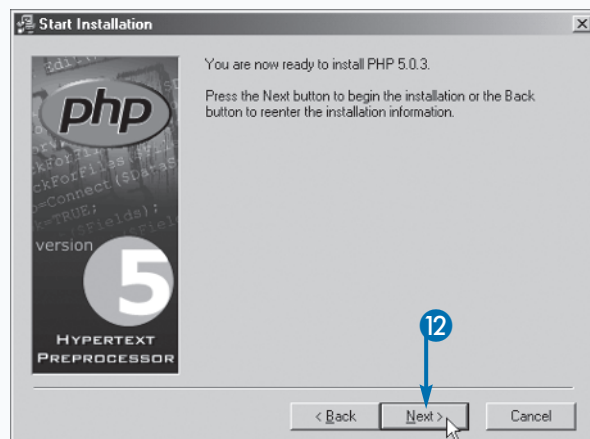 Start Installation
You are now ready to install PHP 5.0.3.
Press the Next button to begin the installation or the Back
button to reenter the installation information.
php
version
5
HYPERTEXT
PREPROCESSOR
12
< Back
Next >
Cancel